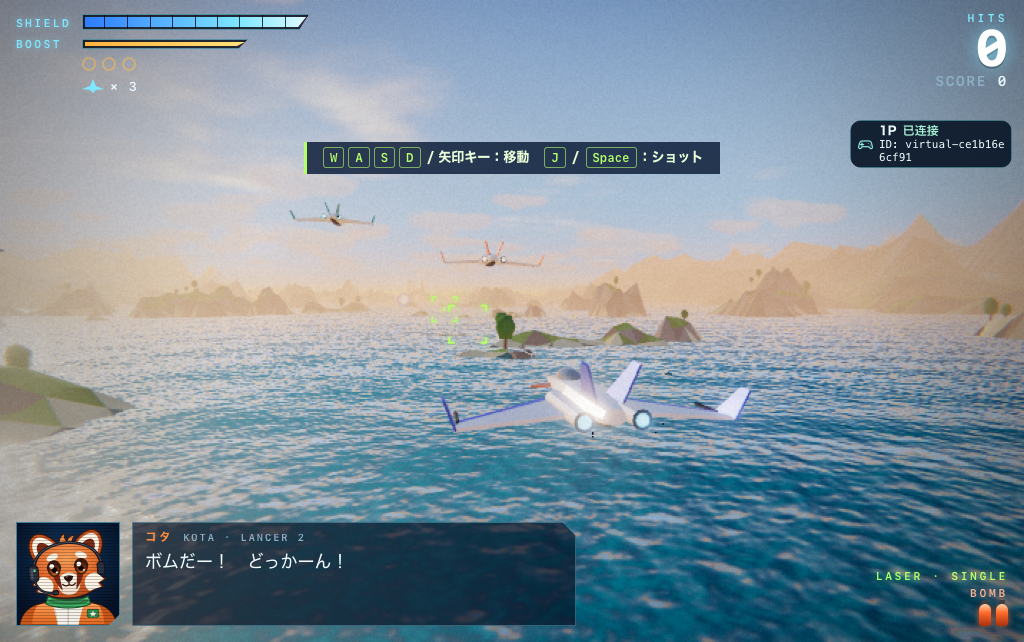 SHIELD
BOOST
× 3
HITS
0
SCORE 0
1P 已连接
ID: virtual-ce1b16e
6cf91
W A S D / 矢印キー：移動 J / Space：ショット
コタ KOTA · LANCER 2
ボムだー！ どっかーん！
LASER · SINGLE
BOMB